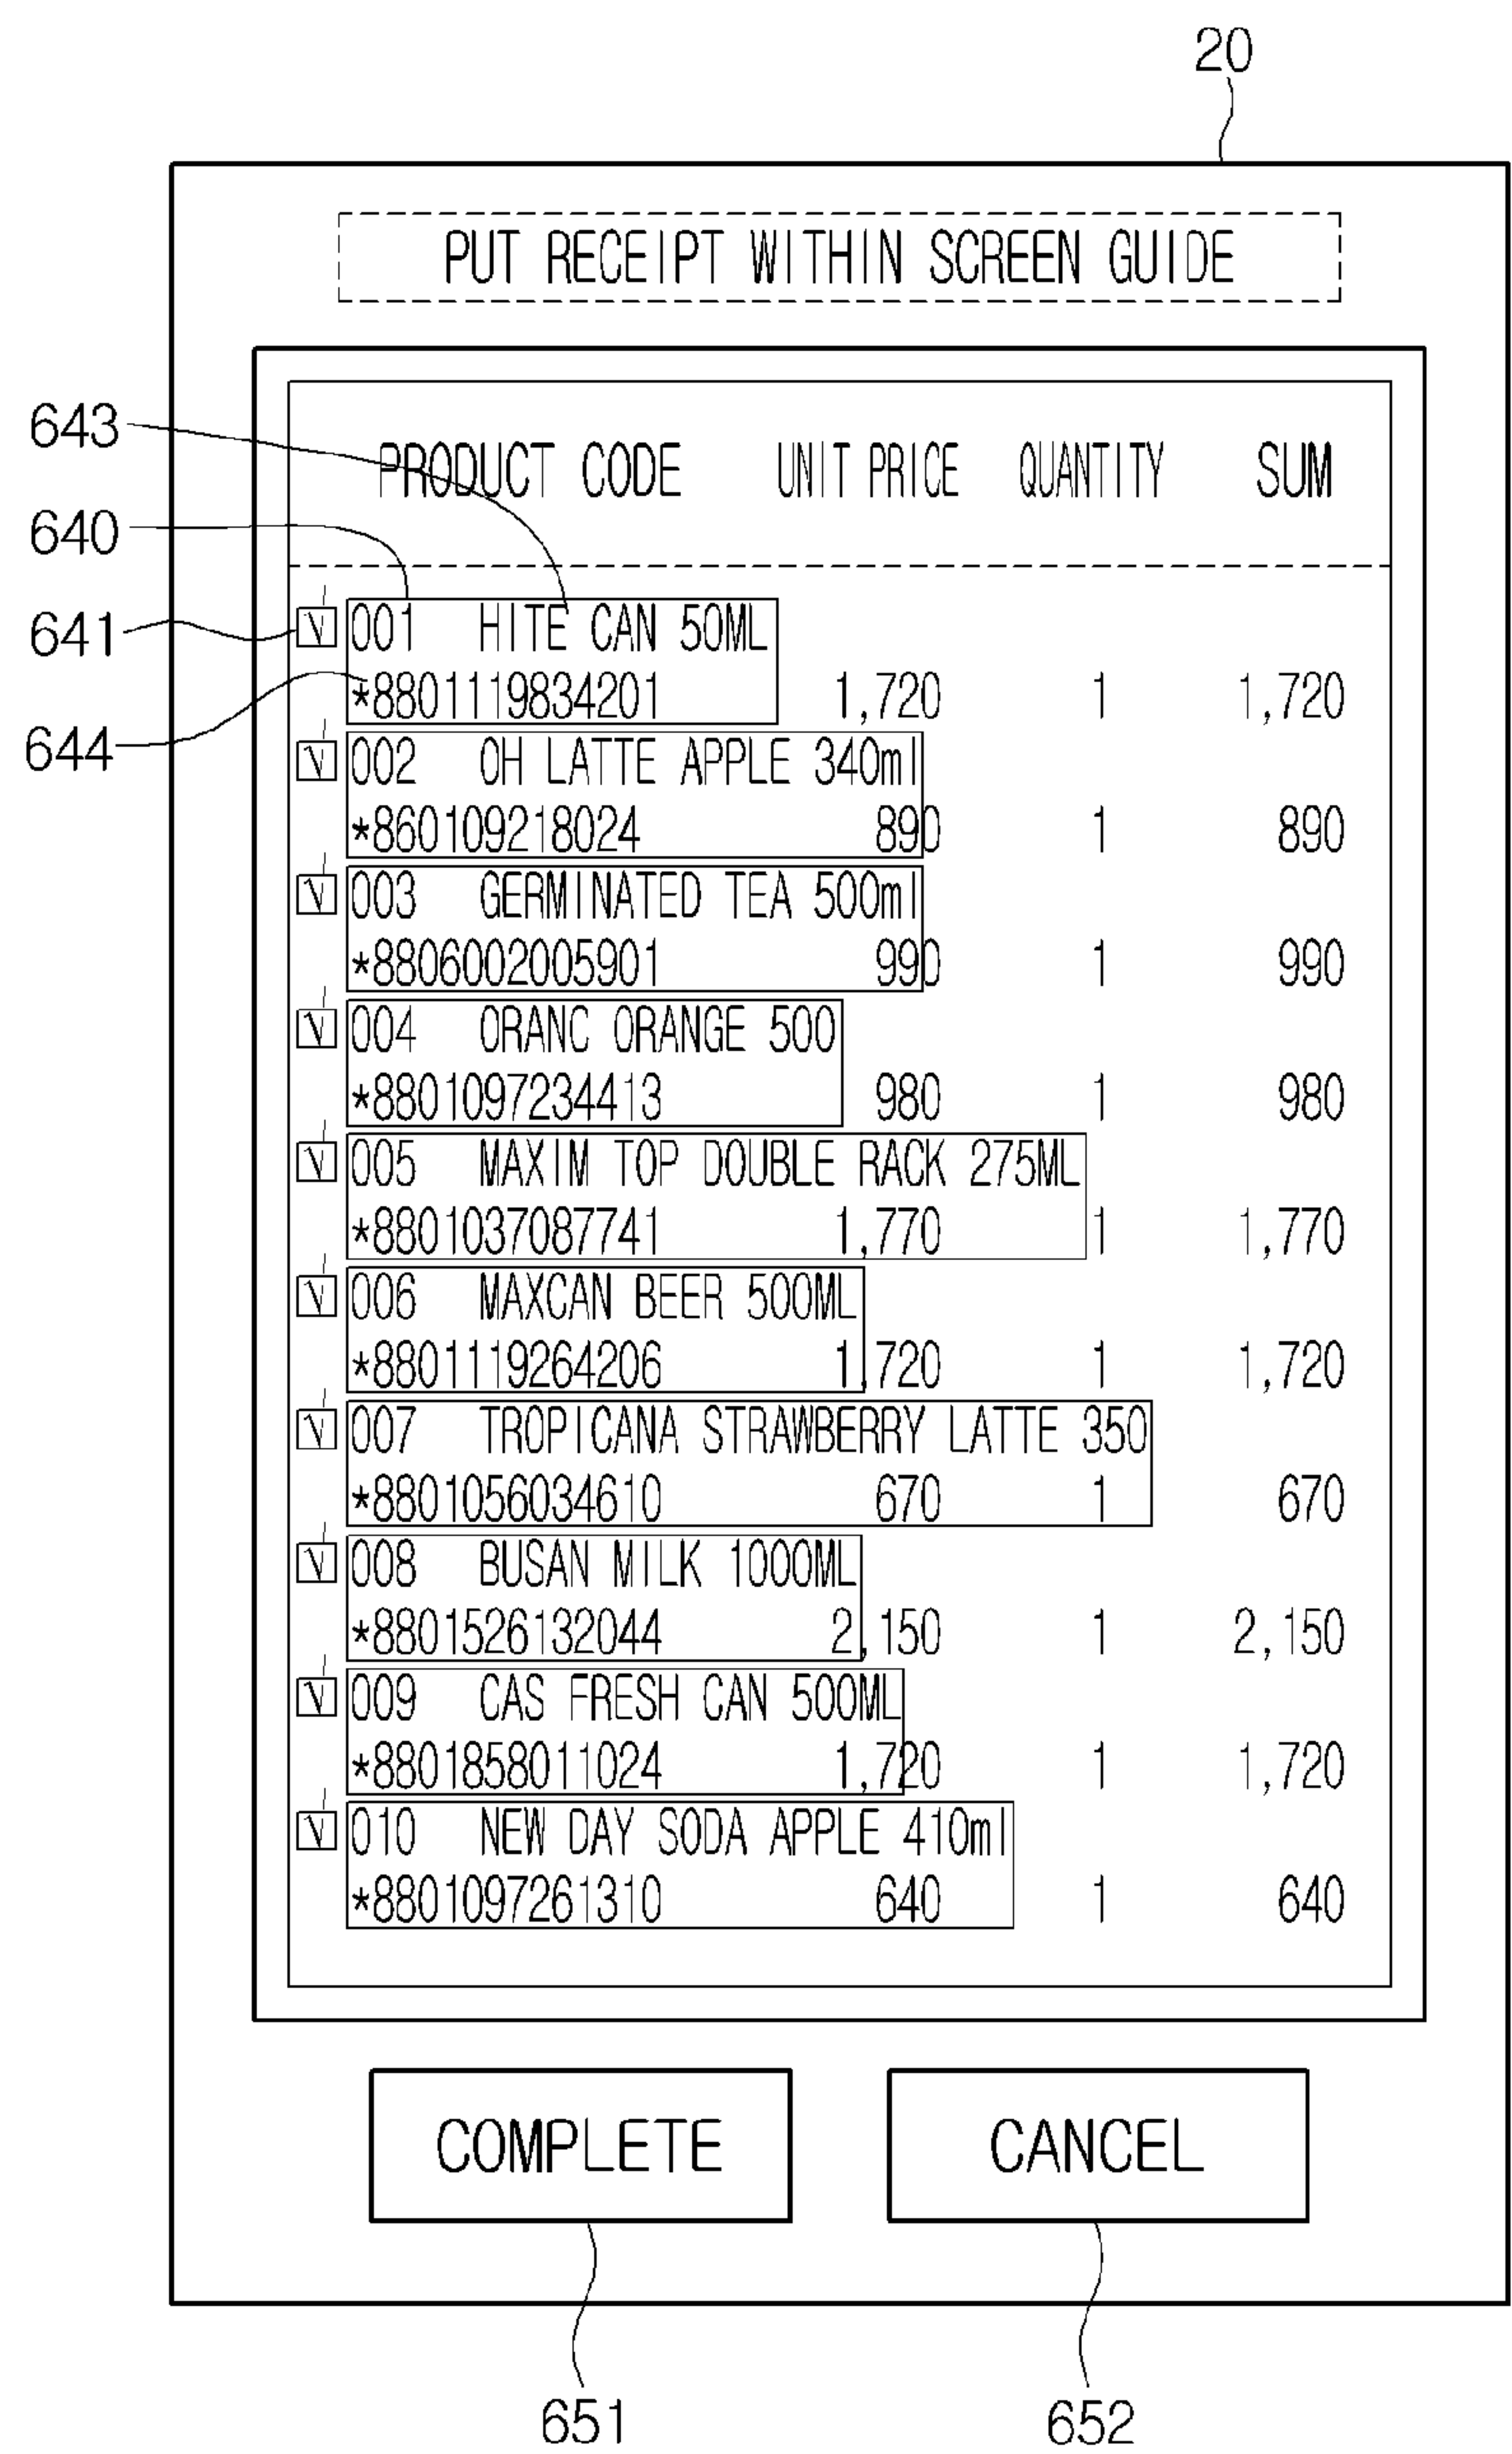 20
PUT RECEIPT WITHIN SCREEN GUIDE
643
PRODUCT CODE UNIT PRICE QUANTITY SUM
640
641
001 HITE CAN 50ML
*8801119834201 1,720 1 1,720
644
002 OH LATTE APPLE 340ml
*860109218024 890 1 890
003 GERMINATED TEA 500ml
*8806002005901 990 1 990
004 ORANC ORANGE 500
*8801097234413 980 1 980
005 MAXIM TOP DOUBLE RACK 275ML
*8801037087741 1,770 1 1,770
006 MAXCAN BEER 500ML
*8801119264206 1,720 1 1,720
007 TROPICANA STRAWBERRY LATTE 350
*8801056034610 670 1 670
008 BUSAN MILK 1000ML
*8801526132044 2,150 1 2,150
009 CAS FRESH CAN 500ML
*8801858011024 1,720 1 1,720
010 NEW DAY SODA APPLE 410ml
*8801097261310 640 1 640
COMPLETE CANCEL
651 652